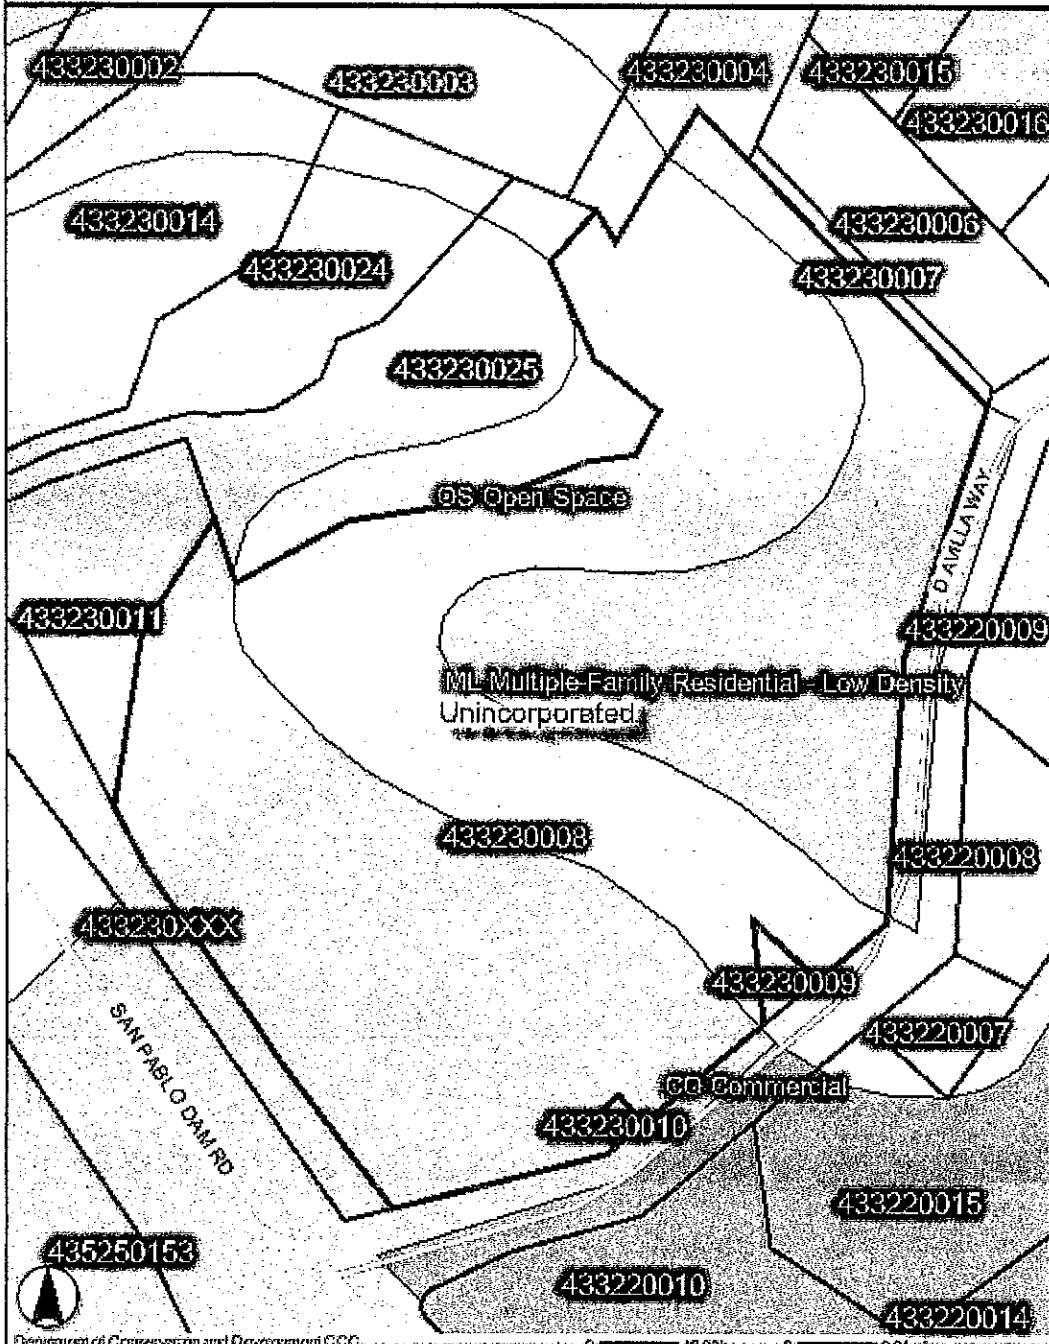 433230002
433230003
433230004
433230015
433230016
433230014
433230006
433230024
433230007
433230025
OS Open Space
D AVILLA WAY
433230011
433220009
ML Multiple-Family Residential - Low Density
Unincorporated
433230008
433220008
433230XXX
433230009
433220007
SAN PABLO DAM RD
CO Commercial
433230010
433220015
435250153
433220010
433220014
Department of Conservation and Development CCC